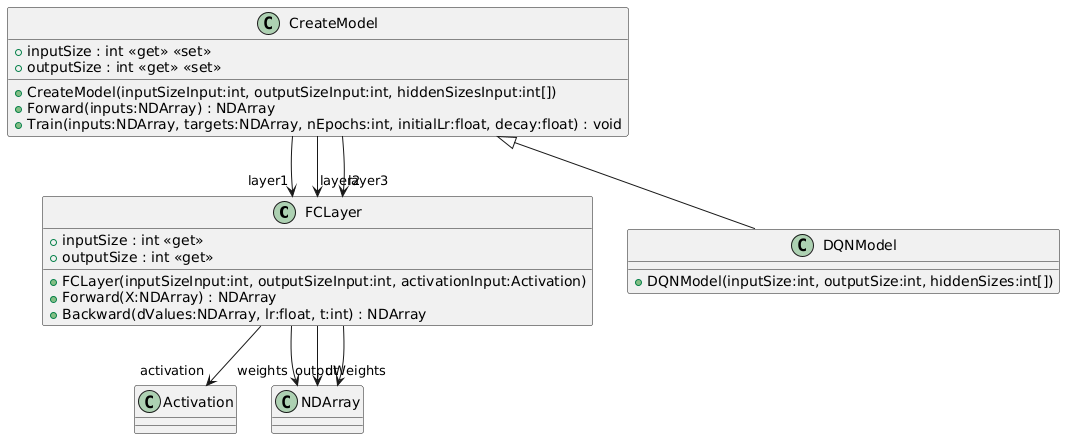 C CreateModel
inputSize : int «get» «set»
outputSize : int «get» «set»
CreateModel(inputSizeInput:int, outputSizeInput:int, hiddenSizesInput:int[])
Forward(inputs:NDArray) : NDArray
Train(inputs:NDArray, targets:NDArray, nEpochs:int, initialLr:float, decay:float) : void
layer1 layer2 layer3
C FCLayer
inputSize : int «get»
outputSize : int «get»
FCLayer(inputSizeInput:int, outputSizeInput:int, activationInput:Activation)
Forward(X:NDArray) : NDArray
Backward(dValues:NDArray, lr:float, t:int) : NDArray
C DQNModel
DQNModel(inputSize:int, outputSize:int, hiddenSizes:int[])
activation weights output dWeights
C Activation
C NDArray